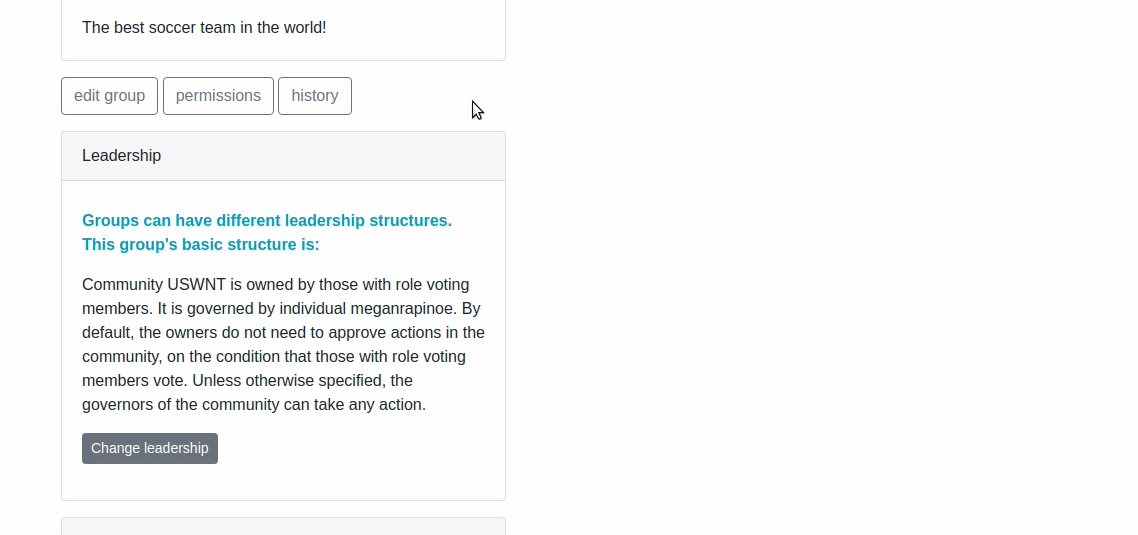 The best soccer team in the world!
edit group permissions history
Leadership
Groups can have different leadership structures.
This group's basic structure is:
Community USWNT is owned by those with role voting
members. It is governed by individual meganrapinoe. By
default, the owners do not need to approve actions in the
community, on the condition that those with role voting
members vote. Unless otherwise specified, the
governors of the community can take any action.
Change leadership